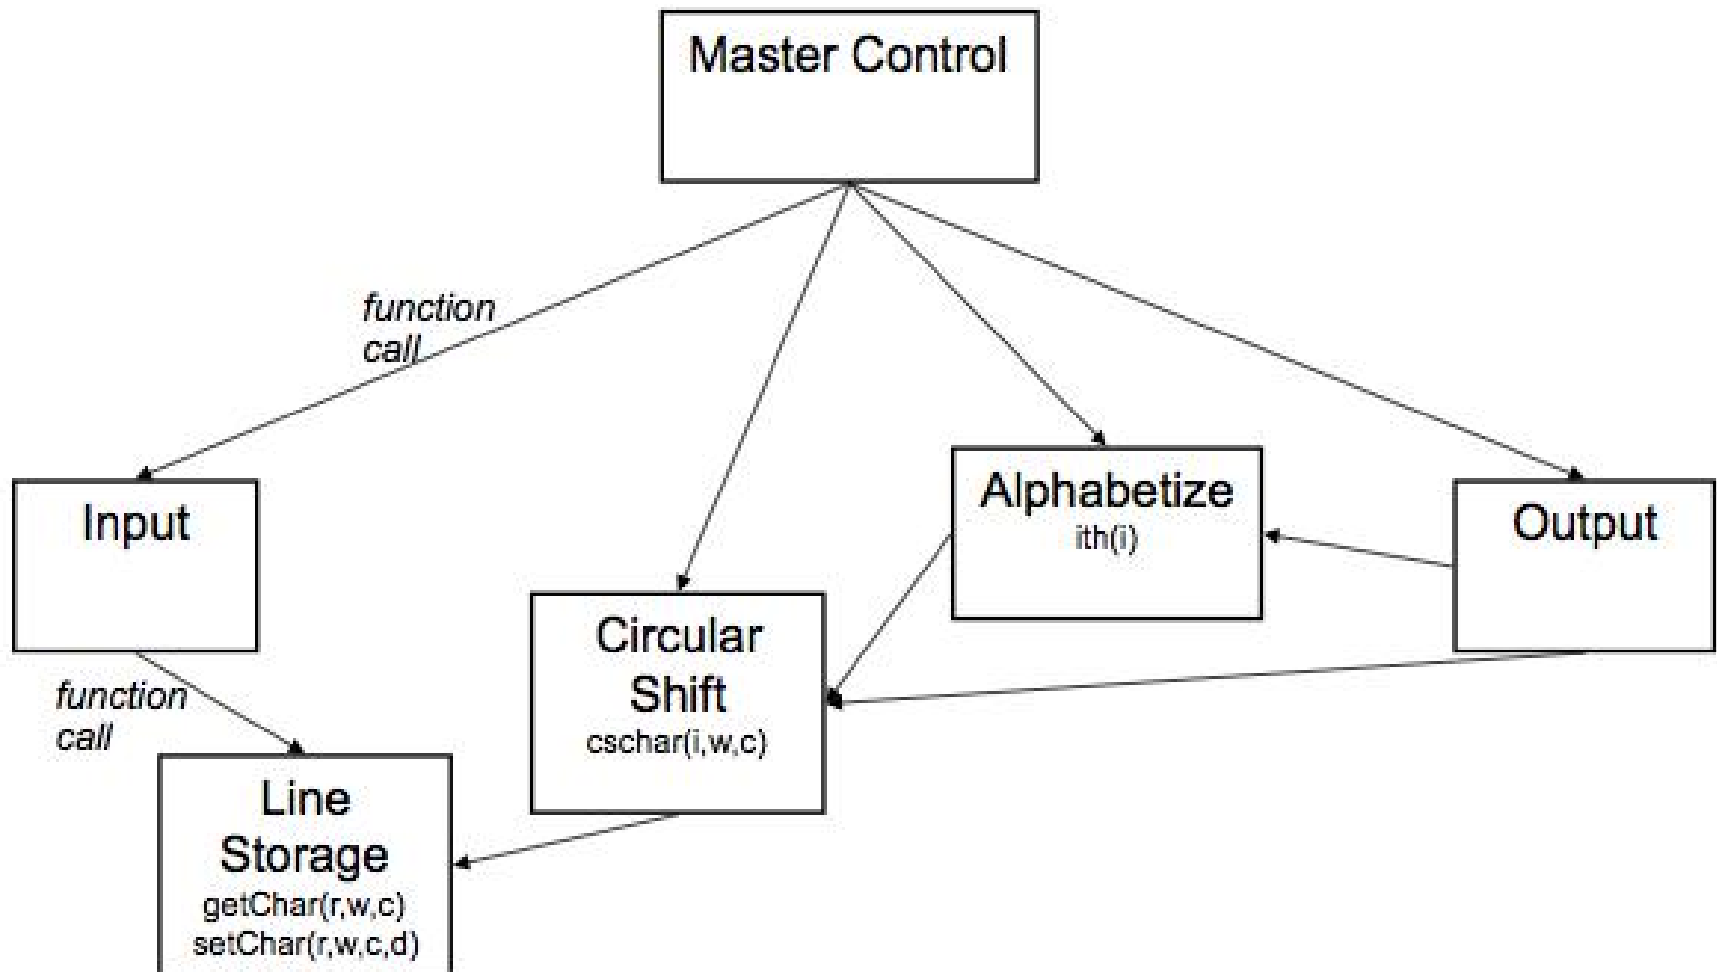 Master Control
function
call
Input
Alphabetize
ith(i)
Output
Circular
Shift
cschar(i,w,c)
function
call
Line
Storage
getChar(r,w,c)
setChar(r,w,c,d)